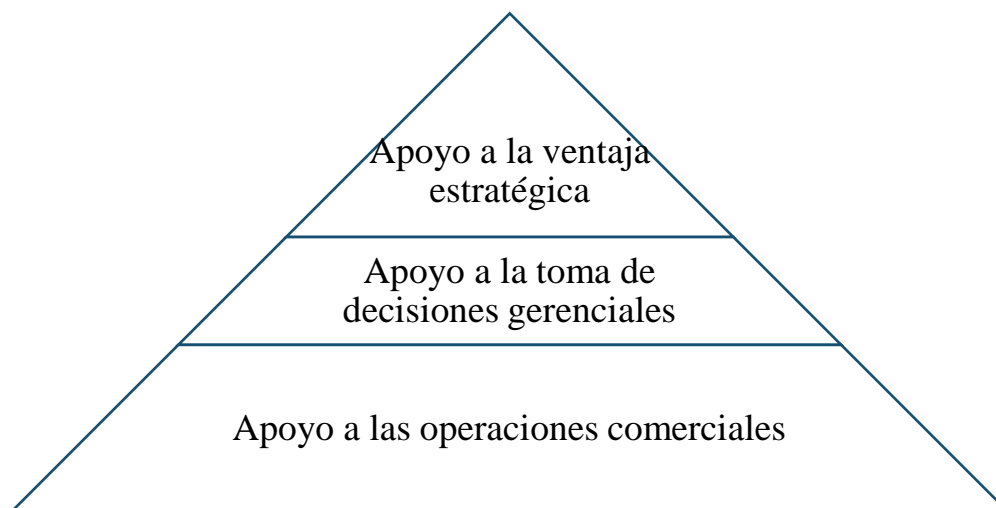 Apoyo a la ventaja
estratégica
Apoyo a la toma de
decisiones gerenciales
Apoyo a las operaciones comerciales